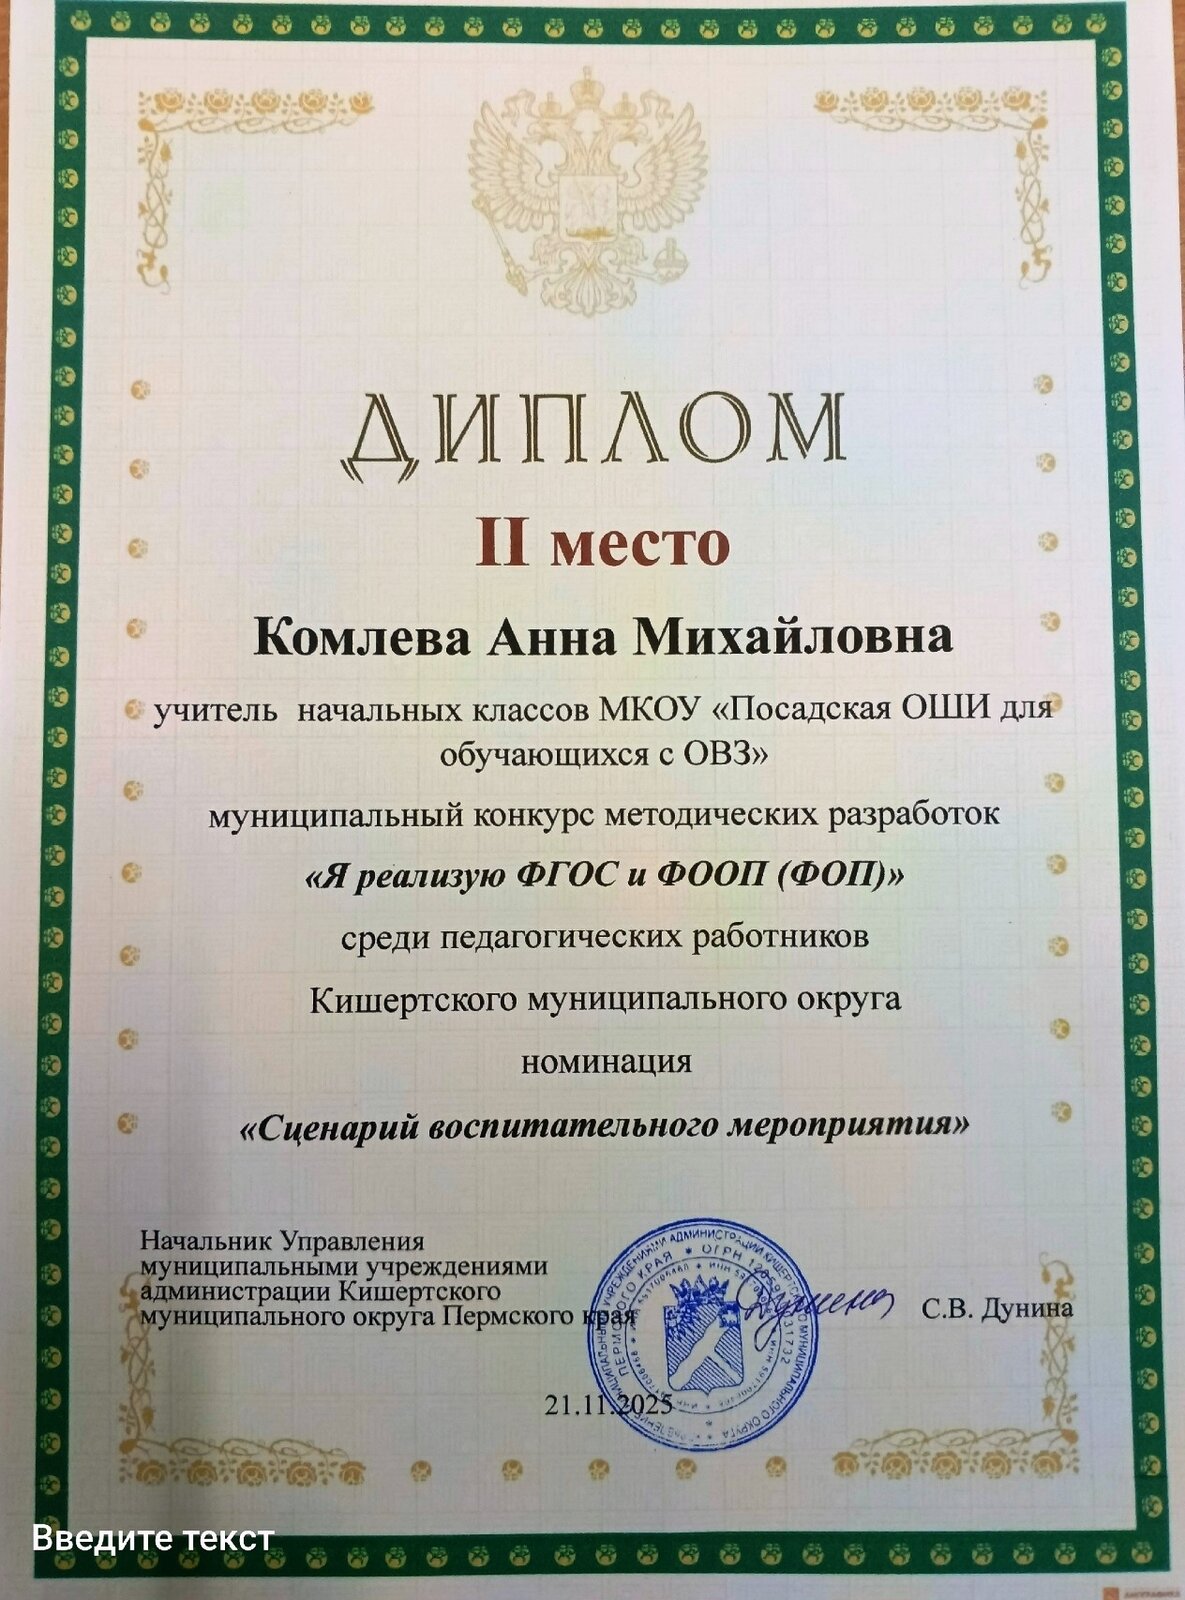 ДИПЛОМ
II место
Комлева Анна Михайловна
учитель начальных классов МКОУ «Посадская ОШИ для
обучающихся с ОВЗ»
муниципальный конкурс методических разработок
«Я реализую ФГОС и ФООП (ФОП)»
среди педагогических работников
Кишертского муниципального округа
номинация
«Сценарий воспитательного мероприятия»
Начальник Управления
муниципальными учреждениями
администрации Кишертского
муниципального округа Пермского края
С.В. Дунина
21.11.2025
Введите текст